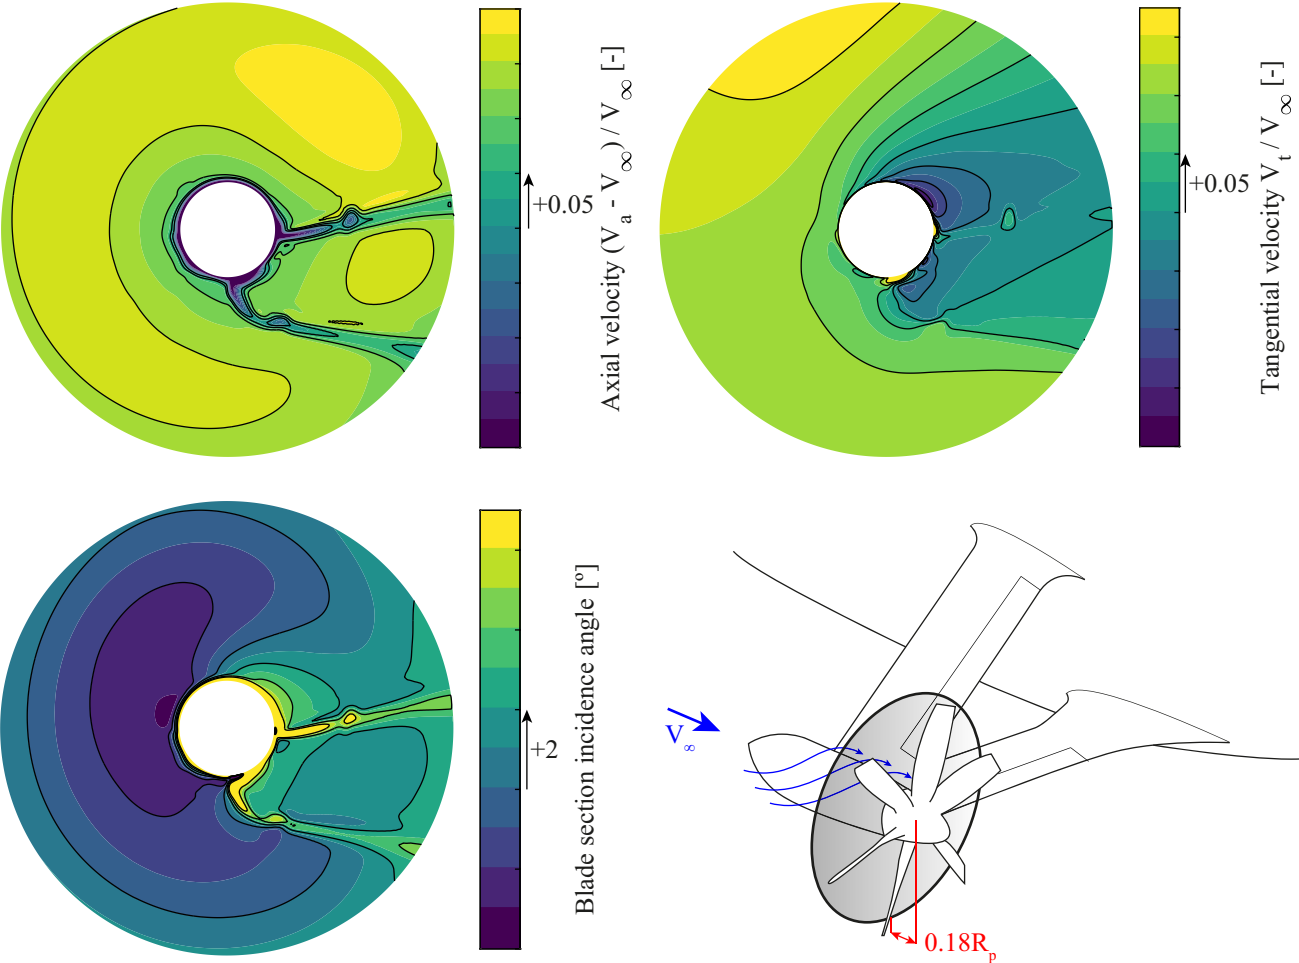 +0.05
Axial velocity (V_a - V_∞) / V_∞ [-]
+0.05
Tangential velocity V_t / V_∞ [-]
+2
Blade section incidence angle [º]
V_∞
0.18R_p